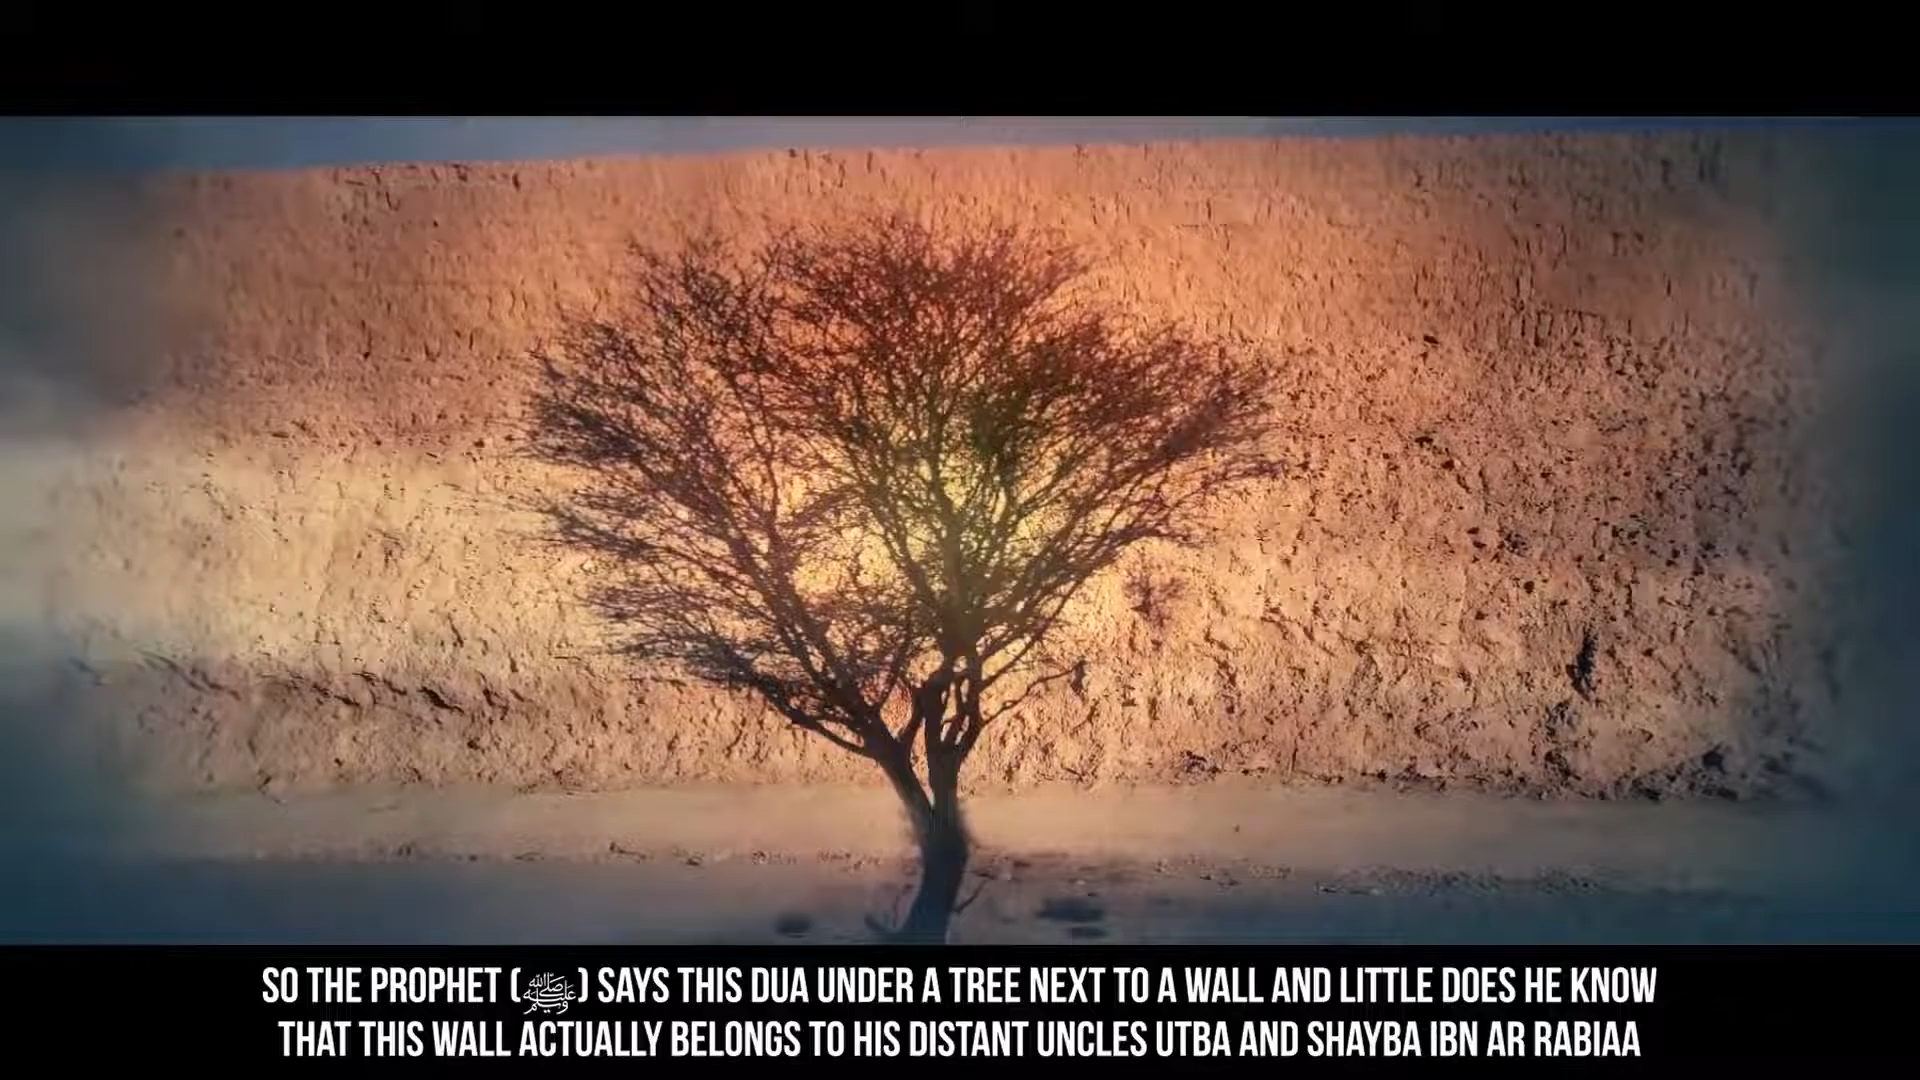 SO THE PROPHET (ﷺ) SAYS THIS DUA UNDER A TREE NEXT TO A WALL AND LITTLE DOES HE KNOW
THAT THIS WALL ACTUALLY BELONGS TO HIS DISTANT UNCLES UTBA AND SHAYBA IBN AR RABIAA